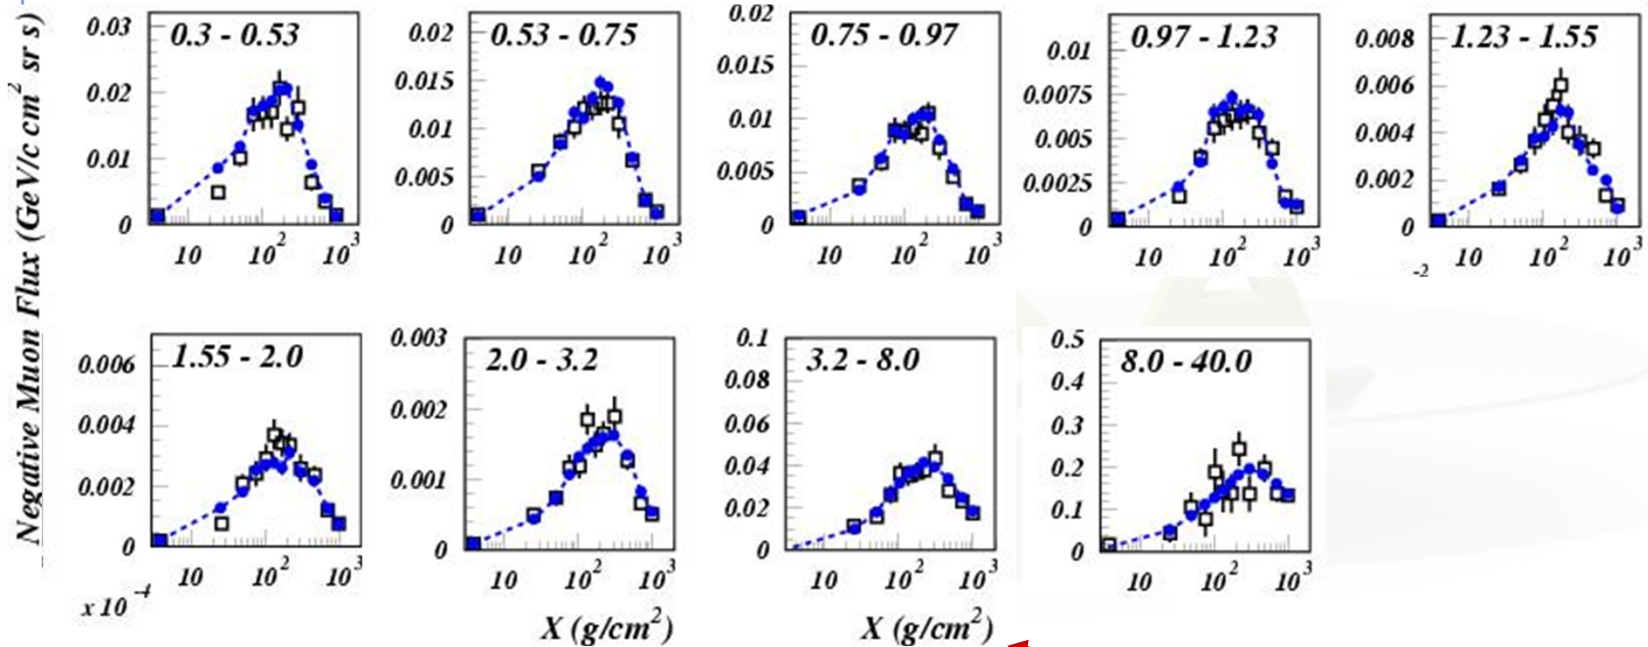 Negative Muon Flux (GeV/c cm² sr s)
0.3 - 0.53
0.03
0.02
0.01
0
10 10² 10³
0.53 - 0.75
0.02
0.015
0.01
0.005
0
10 10² 10³
0.75 - 0.97
0.02
0.015
0.01
0.005
0
10 10² 10³
0.97 - 1.23
0.01
0.0075
0.005
0.0025
0
10 10² 10³
1.23 - 1.55
0.008
0.006
0.004
0.002
0
-2
10 10² 10³
1.55 - 2.0
0.006
0.004
0.002
0
10 10² 10³
x 10⁻⁴
2.0 - 3.2
0.003
0.002
0.001
0
10 10² 10³
X (g/cm²)
3.2 - 8.0
0.1
0.08
0.06
0.04
0.02
0
10 10² 10³
X (g/cm²)
8.0 - 40.0
0.5
0.4
0.3
0.2
0.1
0
10 10² 10³